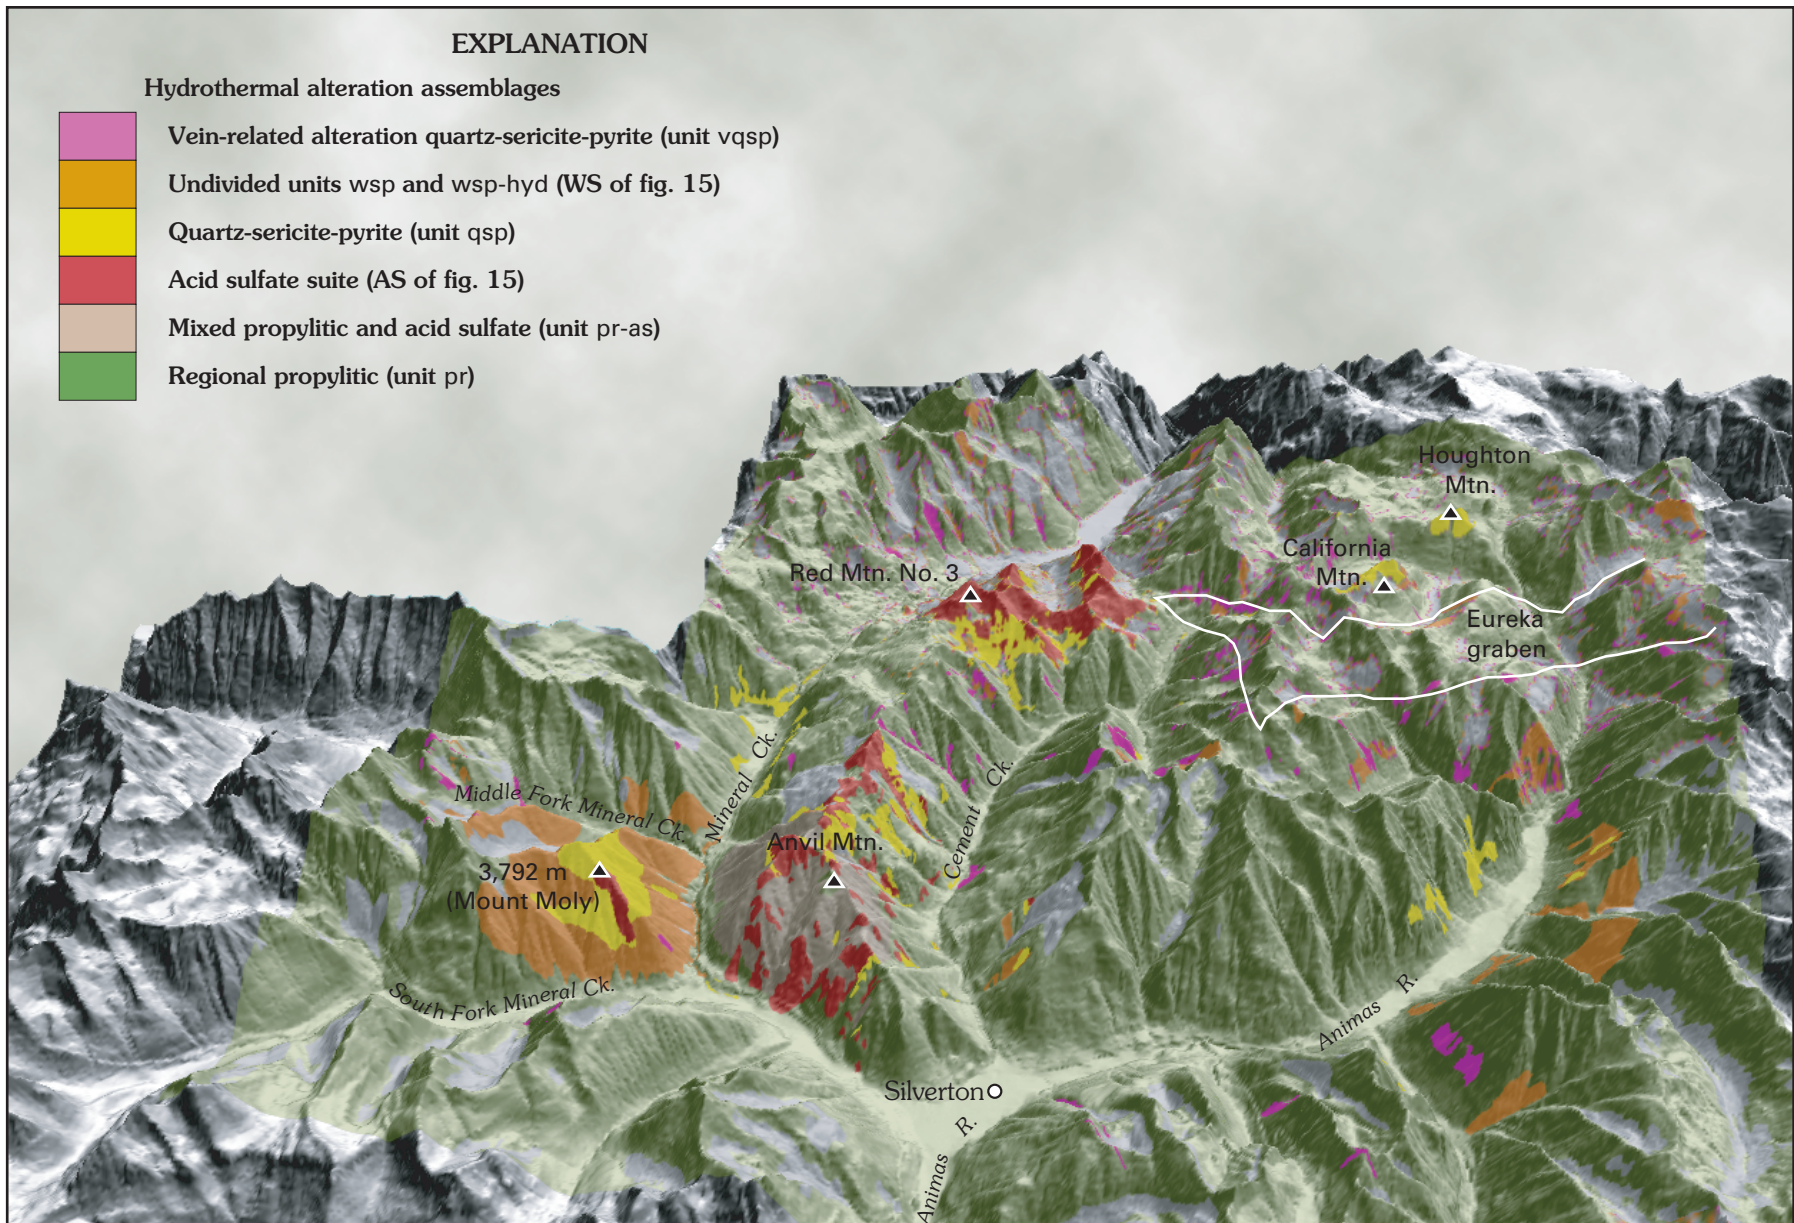 EXPLANATION
Hydrothermal alteration assemblages
Vein-related alteration quartz-sericite-pyrite (unit vqsp)
Undivided units wsp and wsp-hyd (WS of fig. 15)
Quartz-sericite-pyrite (unit qsp)
Acid sulfate suite (AS of fig. 15)
Mixed propylitic and acid sulfate (unit pr-as)
Regional propylitic (unit pr)
Houghton
Mtn.
California
Mtn.
Red Mtn. No. 3
Eureka
graben
Mineral Ck.
Cement Ck.
Middle Fork Mineral Ck.
Anvil Mtn.
3,792 m
(Mount Moly)
South Fork Mineral Ck.
Animas R.
Silverton
Animas R.